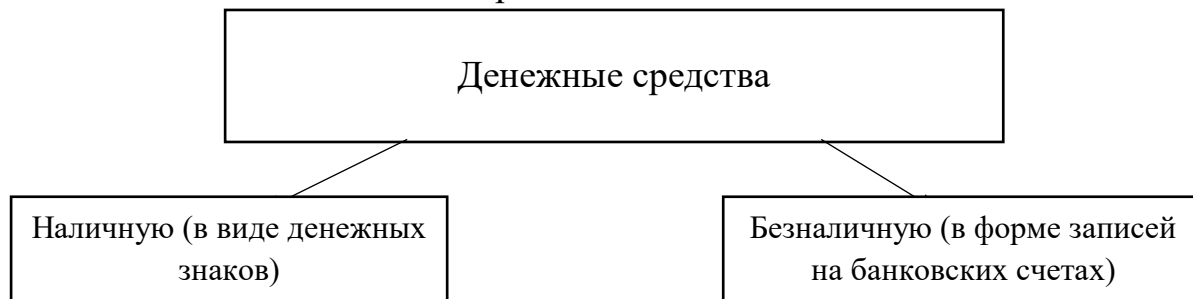 Денежные средства
Наличную (в виде денежных
знаков)
Безналичную (в форме записей
на банковских счетах)